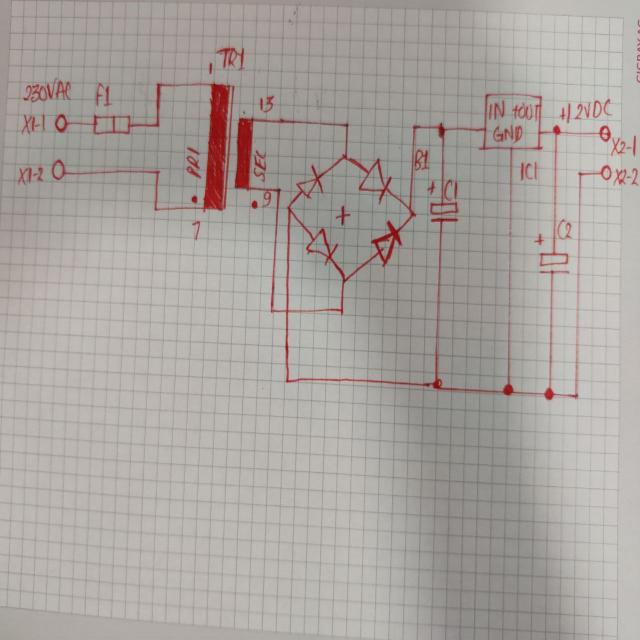 TR1
1
230VAC
F1
13
IN +OUT
GND
+12VDC
X1-1
X2-1
PRI
SEC
B1
IC1
X1-2
X2-2
+
C1
9
+
7
+
C2